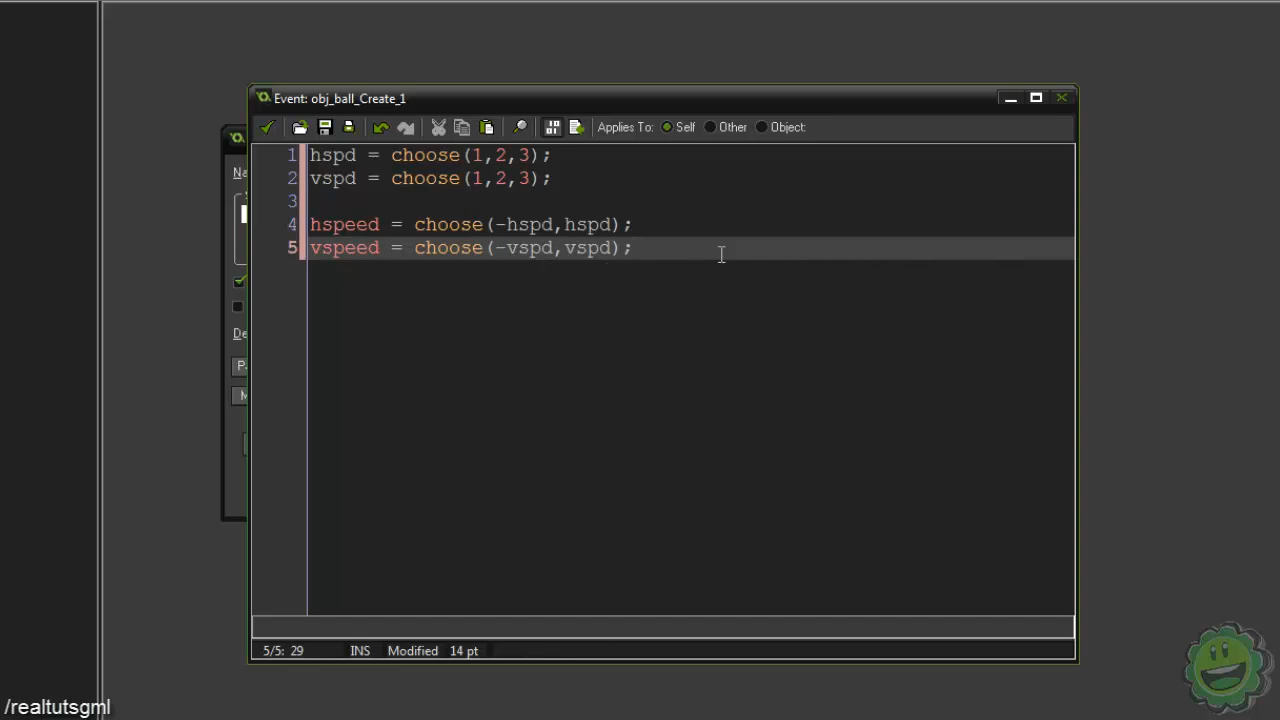 Event: obj_ball_Create_1
Applies To: Self Other Object:
1 hspd = choose(1,2,3);
2 vspd = choose(1,2,3);
3
4 hspeed = choose(-hspd,hspd);
5 vspeed = choose(-vspd,vspd);
Na
De
P
M
5/5: 29 INS Modified 14 pt
/realtutsgml